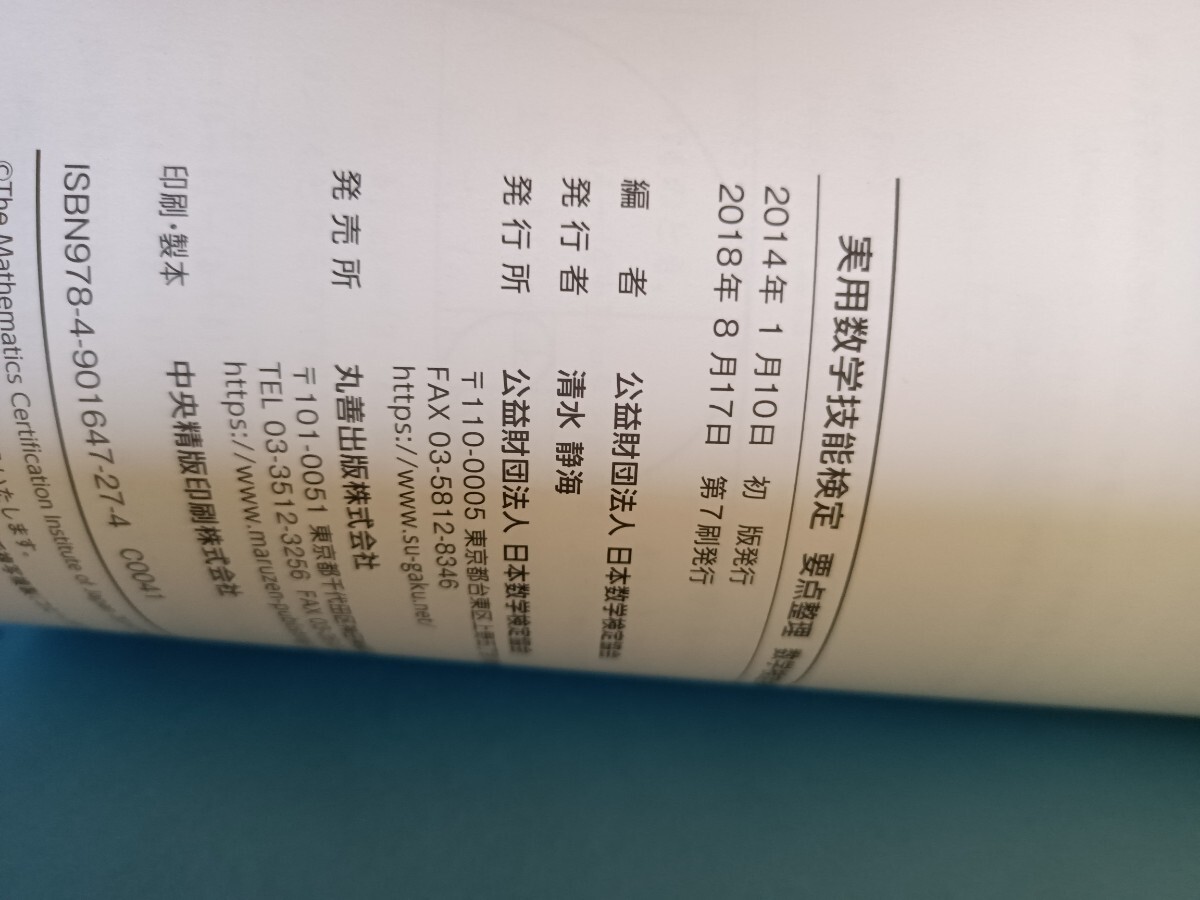 実用数学技能検定 要点整理
2014年 1 月10日 初 版発行
2018年 8 月17日 第7刷発行
編 者 公益財団法人 日本数学検定協会
発行者 清水 静海
発行所 公益財団法人 日本数学検定協会
〒110-0005 東京都台東区上野
FAX 03-5812-8346
https://www.su-gaku.net/
発売所 丸善出版株式会社
〒101-0051 東京都千代田区
TEL 03-3512-3256 FAX
https://www.maruzen-pub
印刷・製本 中央精版印刷株式会社
ISBN978-4-901647-27-4 C0041
©The Mathematics Certification Institute of Japan
いたします。